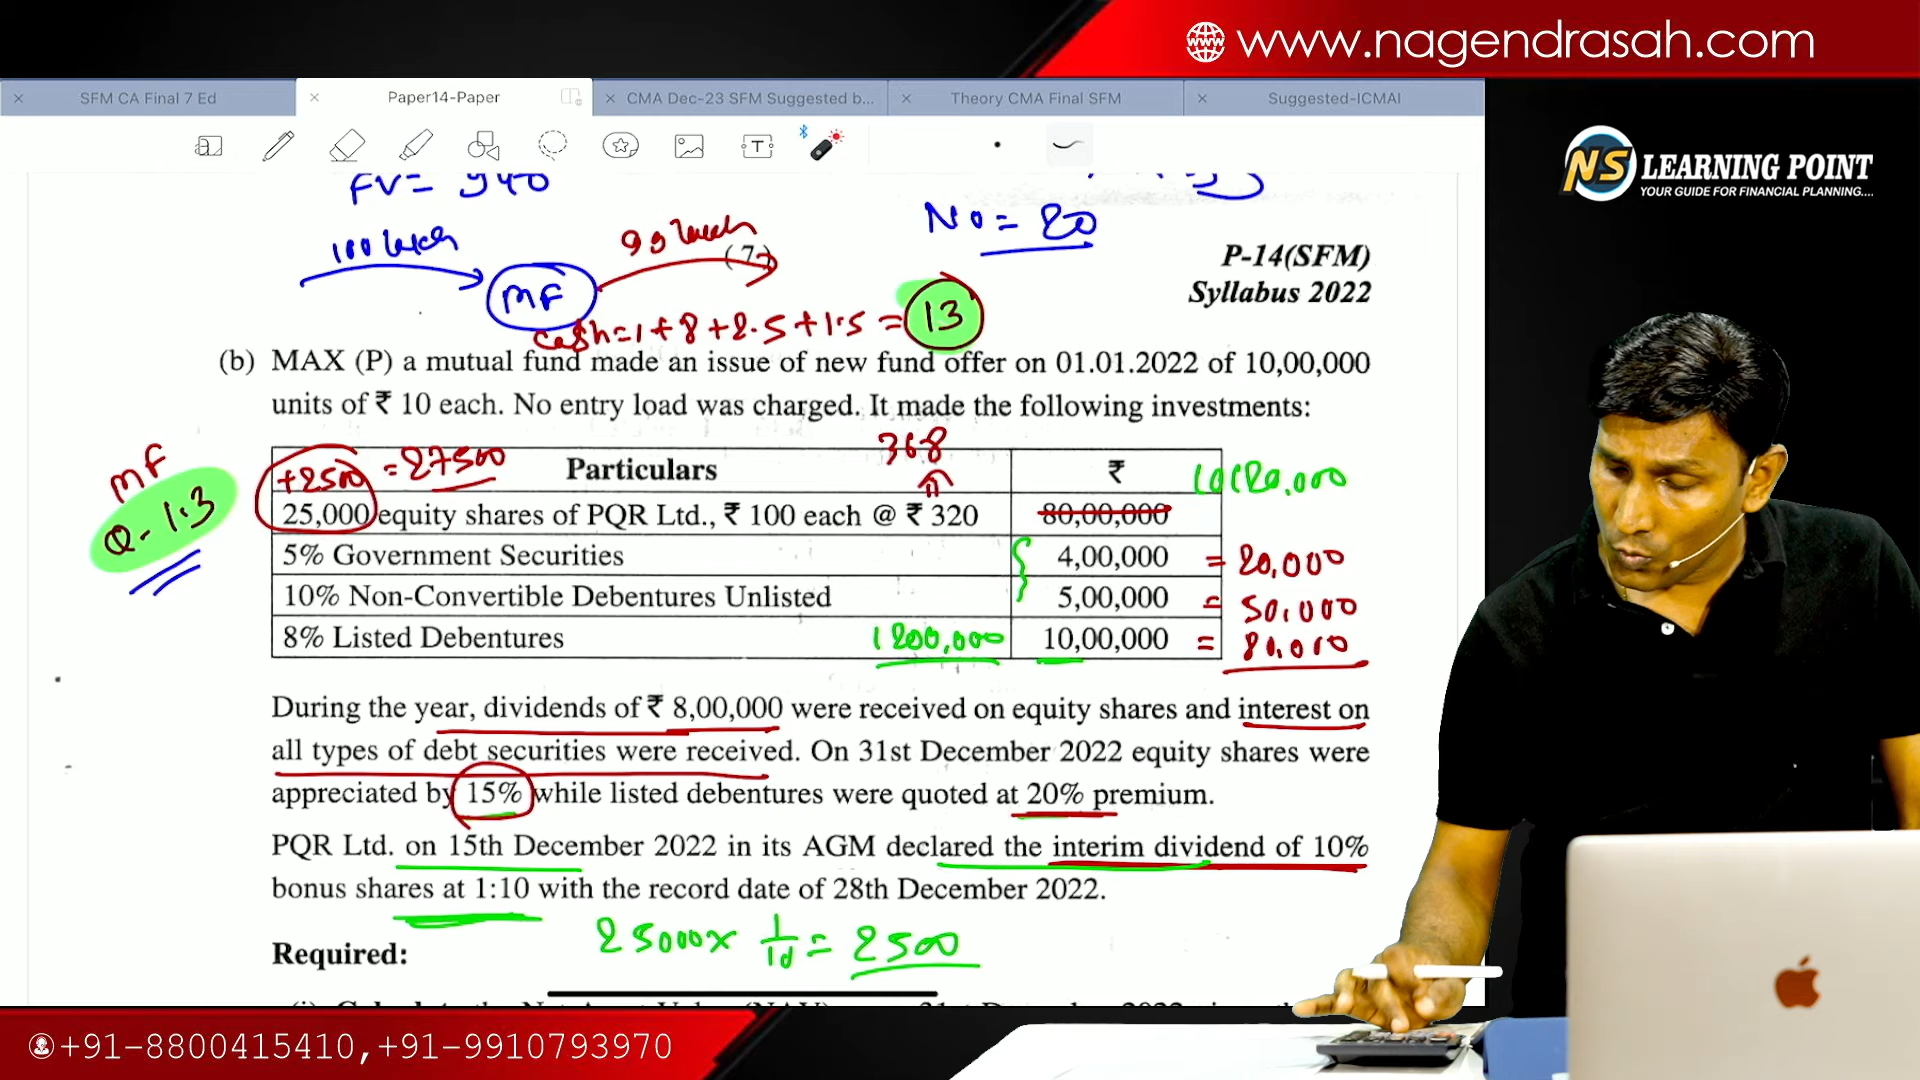 www.nagendrasah.com
SFM CA Final 7 Ed
Paper14-Paper
CMA Dec-23 SFM Suggested b...
Theory CMA Final SFM
Suggested-ICMAI
NS LEARNING POINT
YOUR GUIDE FOR FINANCIAL PLANNING....
FV= 940
No = 80
MF
(7)
P-14(SFM)
Syllabus 2022
cash=1+8+2.5+1.5 = 13
(b) MAX (P) a mutual fund made an issue of new fund offer on 01.01.2022 of 10,00,000
units of ₹ 10 each. No entry load was charged. It made the following investments:
MF
Q-1.3
+2500 = 27500
368
Particulars ₹
25,000 equity shares of PQR Ltd., ₹ 100 each @ ₹ 320 80,00,000
5% Government Securities 4,00,000 = 20,000
10% Non-Convertible Debentures Unlisted 5,00,000 = 50,000
8% Listed Debentures 1200,000 10,00,000 = 80,000
During the year, dividends of ₹ 8,00,000 were received on equity shares and interest on
all types of debt securities were received. On 31st December 2022 equity shares were
appreciated by 15% while listed debentures were quoted at 20% premium.
PQR Ltd. on 15th December 2022 in its AGM declared the interim dividend of 10%
bonus shares at 1:10 with the record date of 28th December 2022.
25000 x 1/10 = 2500
Required:
+91-8800415410,+91-9910793970